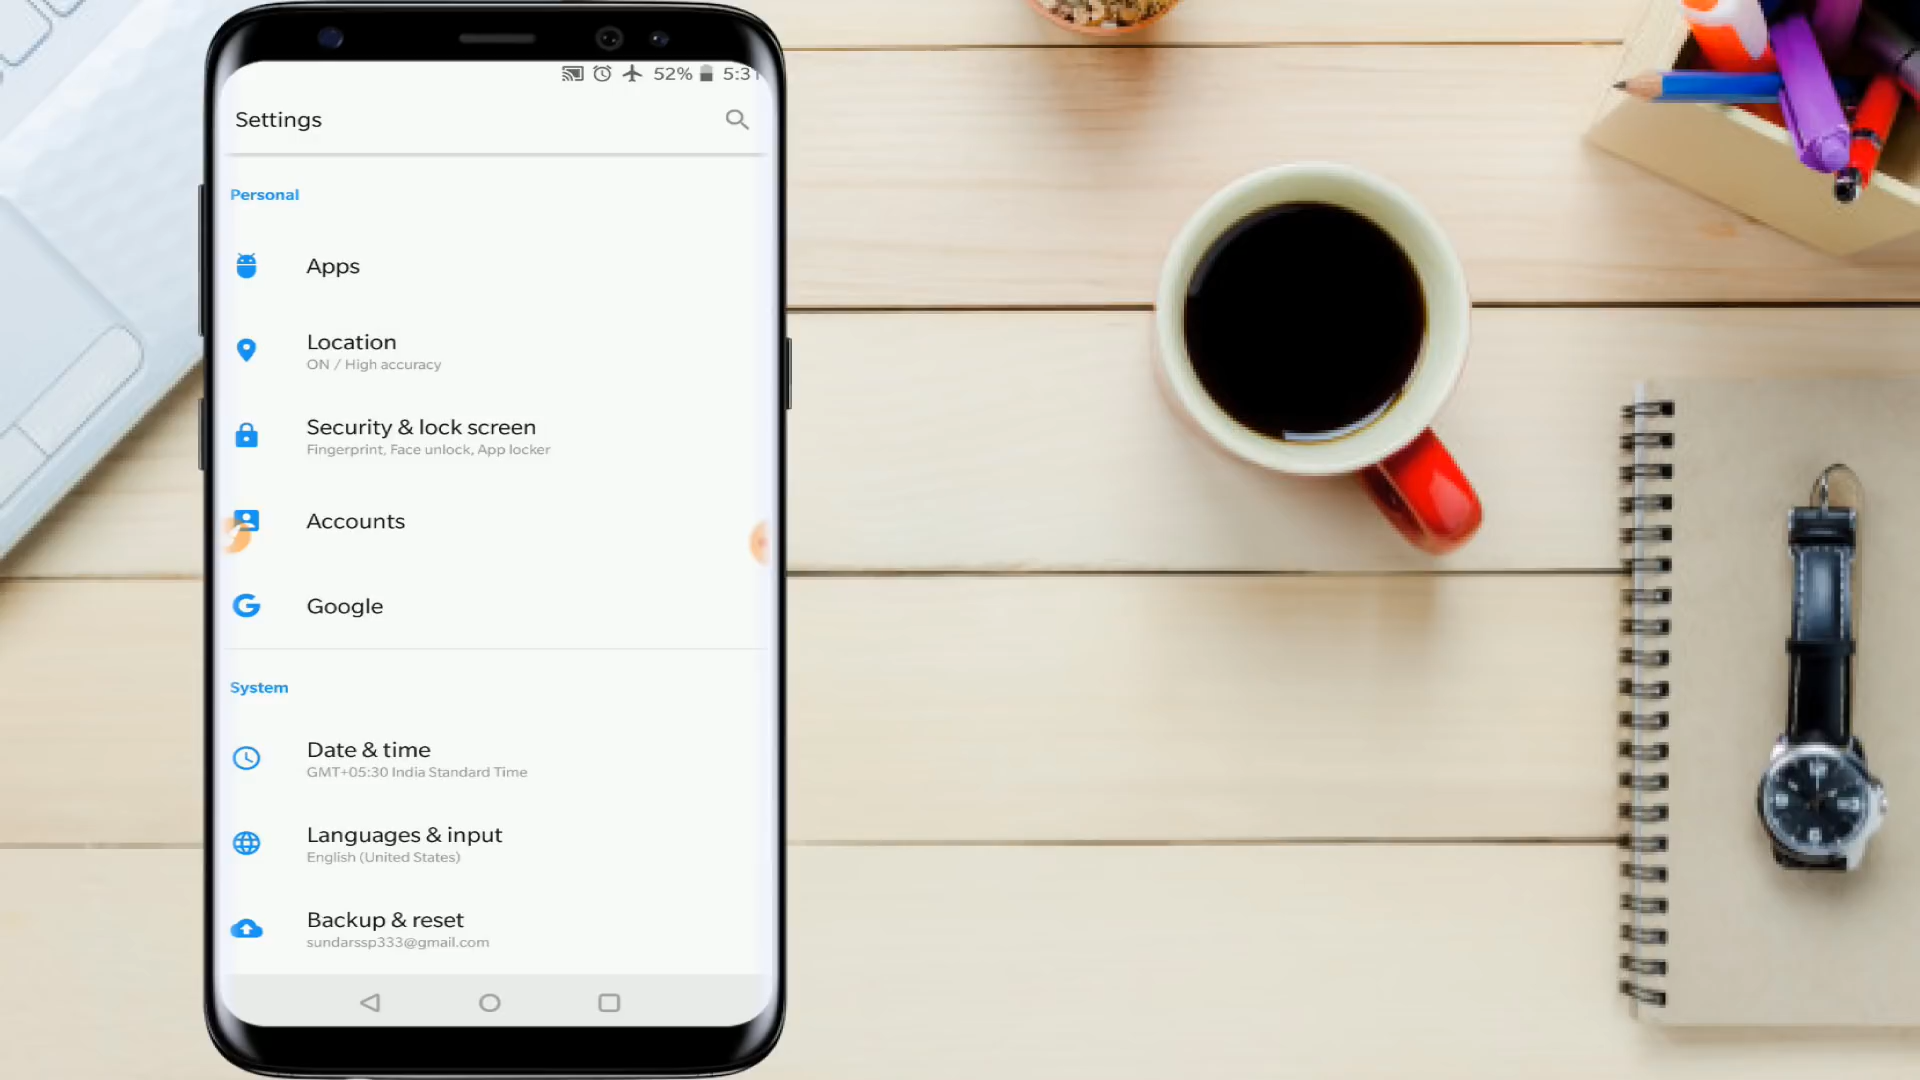 52% 5:31
Settings
Personal
Apps
Location
ON / High accuracy
Security & lock screen
Fingerprint, Face unlock, App locker
Accounts
Google
System
Date & time
GMT+05:30 India Standard Time
Languages & input
English (United States)
Backup & reset
sundarssp333@gmail.com